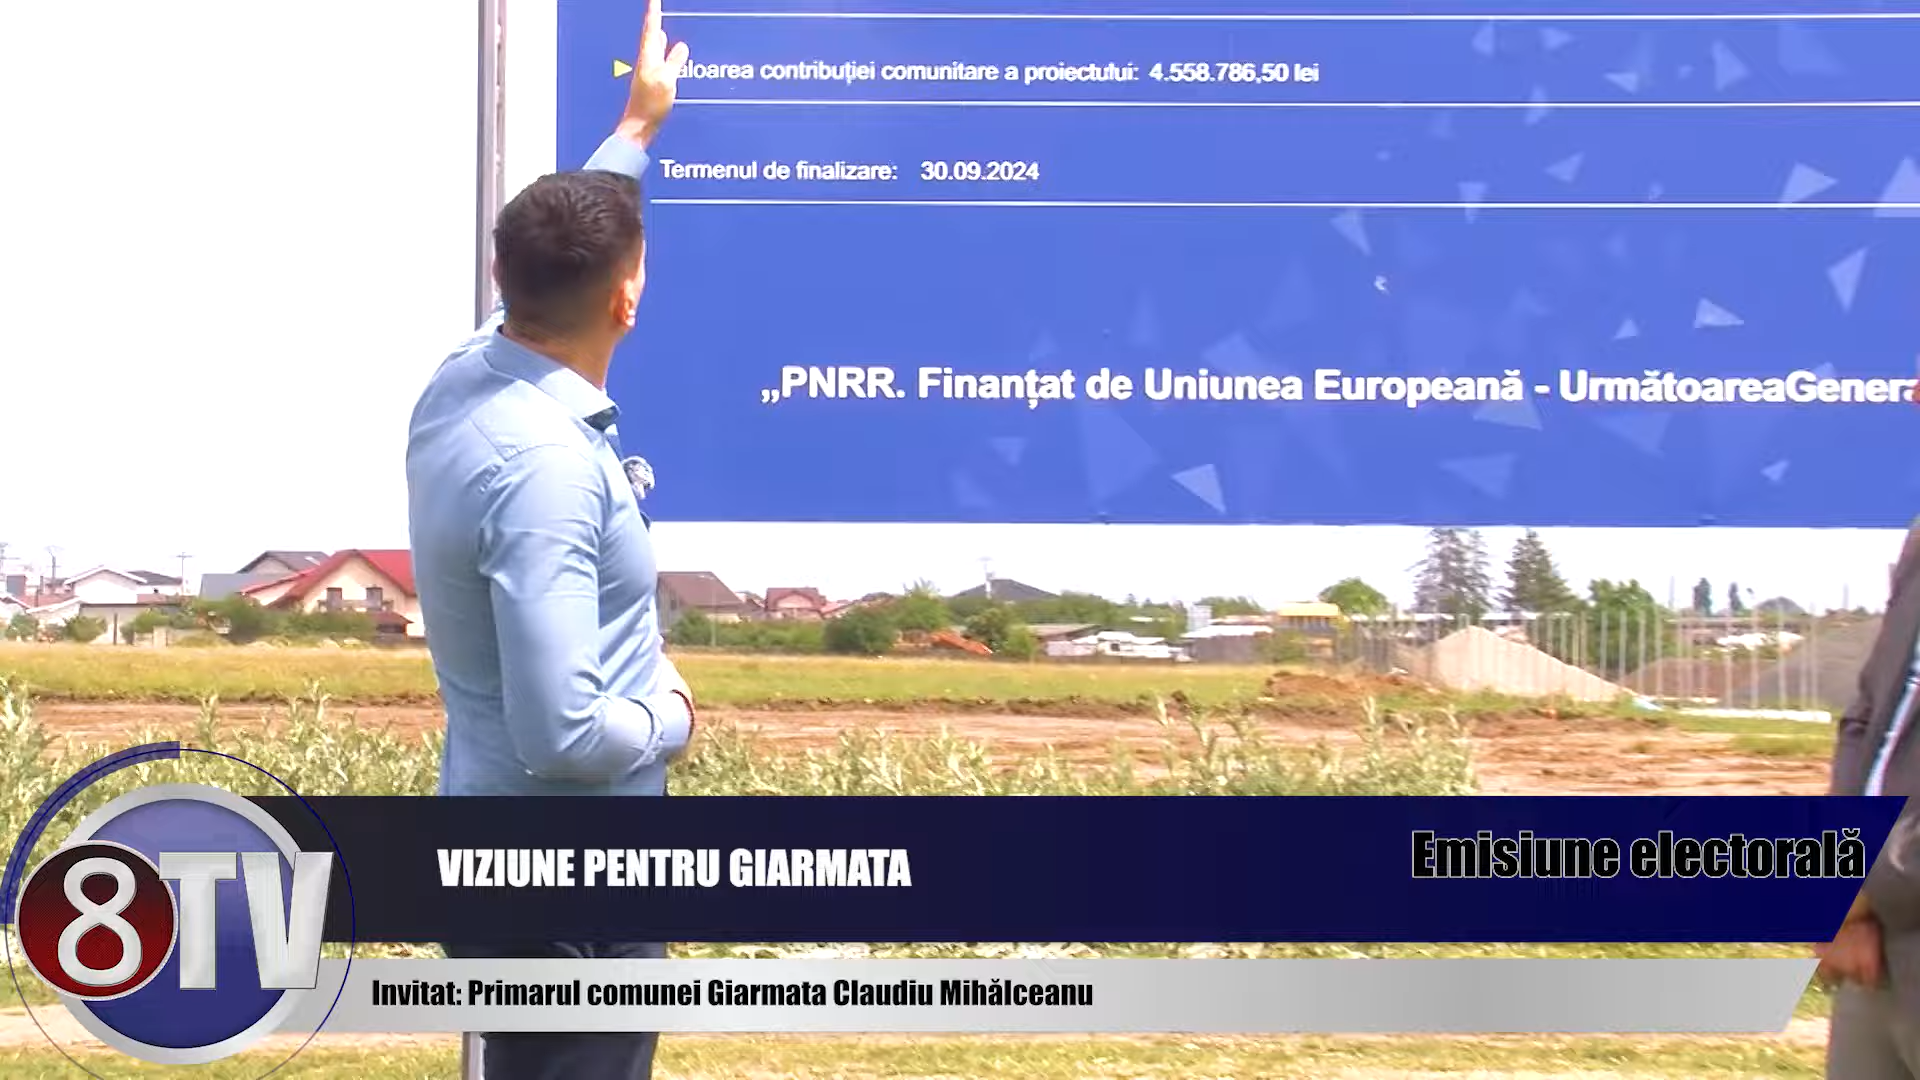 aloarea contribuției comunitare a proiectului: 4.558.786,50 lei
Termenul de finalizare: 30.09.2024
„PNRR. Finanțat de Uniunea Europeană - UrmătoareaGenera
VIZIUNE PENTRU GIARMATA
Emisiune electorală
8TV
Invitat: Primarul comunei Giarmata Claudiu Mihălceanu